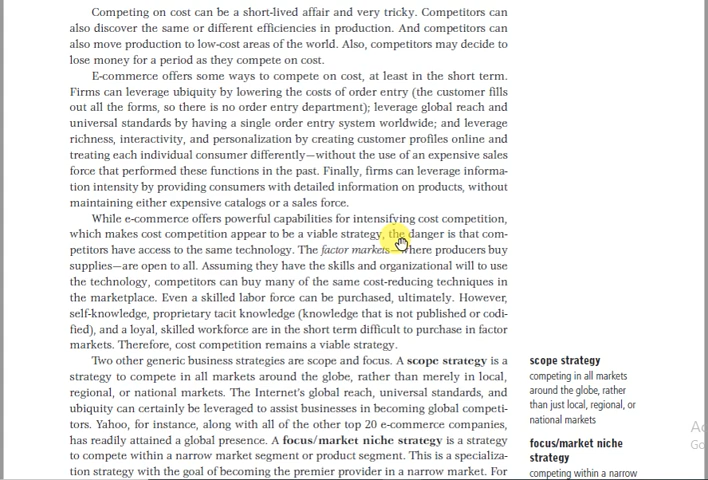 Competing on cost can be a short-lived affair and very tricky. Competitors can
also discover the same or different efficiencies in production. And competitors can
also move production to low-cost areas of the world. Also, competitors may decide to
lose money for a period as they compete on cost.
E-commerce offers some ways to compete on cost, at least in the short term.
Firms can leverage ubiquity by lowering the costs of order entry (the customer fills
out all the forms, so there is no order entry department); leverage global reach and
universal standards by having a single order entry system worldwide; and leverage
richness, interactivity, and personalization by creating customer profiles online and
treating each individual consumer differently—without the use of an expensive sales
force that performed these functions in the past. Finally, firms can leverage informa-
tion intensity by providing consumers with detailed information on products, without
maintaining either expensive catalogs or a sales force.
While e-commerce offers powerful capabilities for intensifying cost competition,
which makes cost competition appear to be a viable strategy, the danger is that com-
petitors have access to the same technology. The factor markets—where producers buy
supplies—are open to all. Assuming they have the skills and organizational will to use
the technology, competitors can buy many of the same cost-reducing techniques in
the marketplace. Even a skilled labor force can be purchased, ultimately. However,
self-knowledge, proprietary tacit knowledge (knowledge that is not published or codi-
fied), and a loyal, skilled workforce are in the short term difficult to purchase in factor
markets. Therefore, cost competition remains a viable strategy.
Two other generic business strategies are scope and focus. A scope strategy is a
strategy to compete in all markets around the globe, rather than merely in local,
regional, or national markets. The Internet's global reach, universal standards, and
ubiquity can certainly be leveraged to assist businesses in becoming global competi-
tors. Yahoo, for instance, along with all of the other top 20 e-commerce companies,
has readily attained a global presence. A focus/market niche strategy is a strategy
to compete within a narrow market segment or product segment. This is a specializa-
tion strategy with the goal of becoming the premier provider in a narrow market. For
scope strategy
competing in all markets
around the globe, rather
than just local, regional, or
national markets
focus/market niche
strategy
competing within a narrow